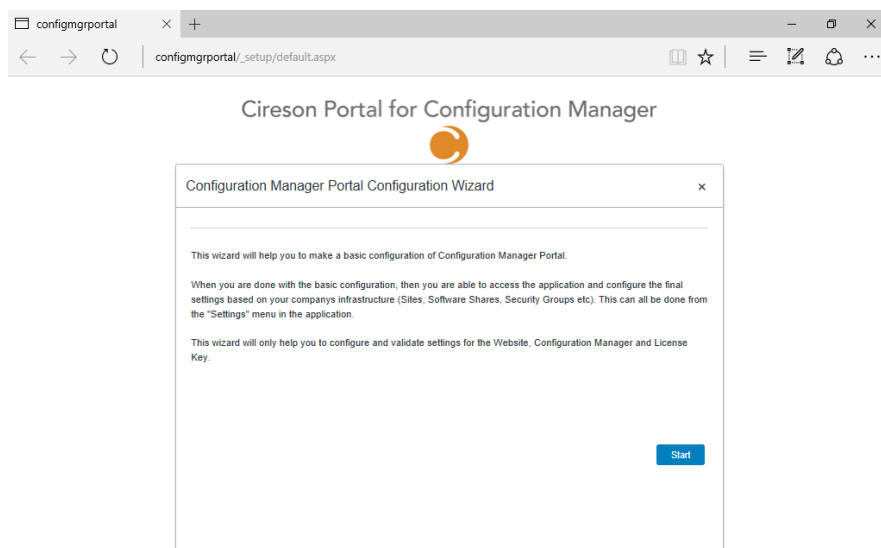 configmgrportal
configmgrportal/_setup/default.aspx
Cireson Portal for Configuration Manager
Configuration Manager Portal Configuration Wizard
This wizard will help you to make a basic configuration of Configuration Manager Portal.
When you are done with the basic configuration, then you are able to access the application and configure the final
settings based on your companys infrastructure (Sites, Software Shares, Security Groups etc). This can all be done from
the "Settings" menu in the application.
This wizard will only help you to configure and validate settings for the Website, Configuration Manager and License
Key.
Start